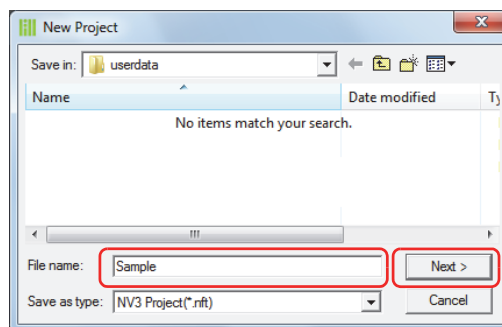 New Project
Save in: userdata
Name Date modified Ty
No items match your search.
File name: Sample Next >
Save as type: NV3 Project(*.nft) Cancel